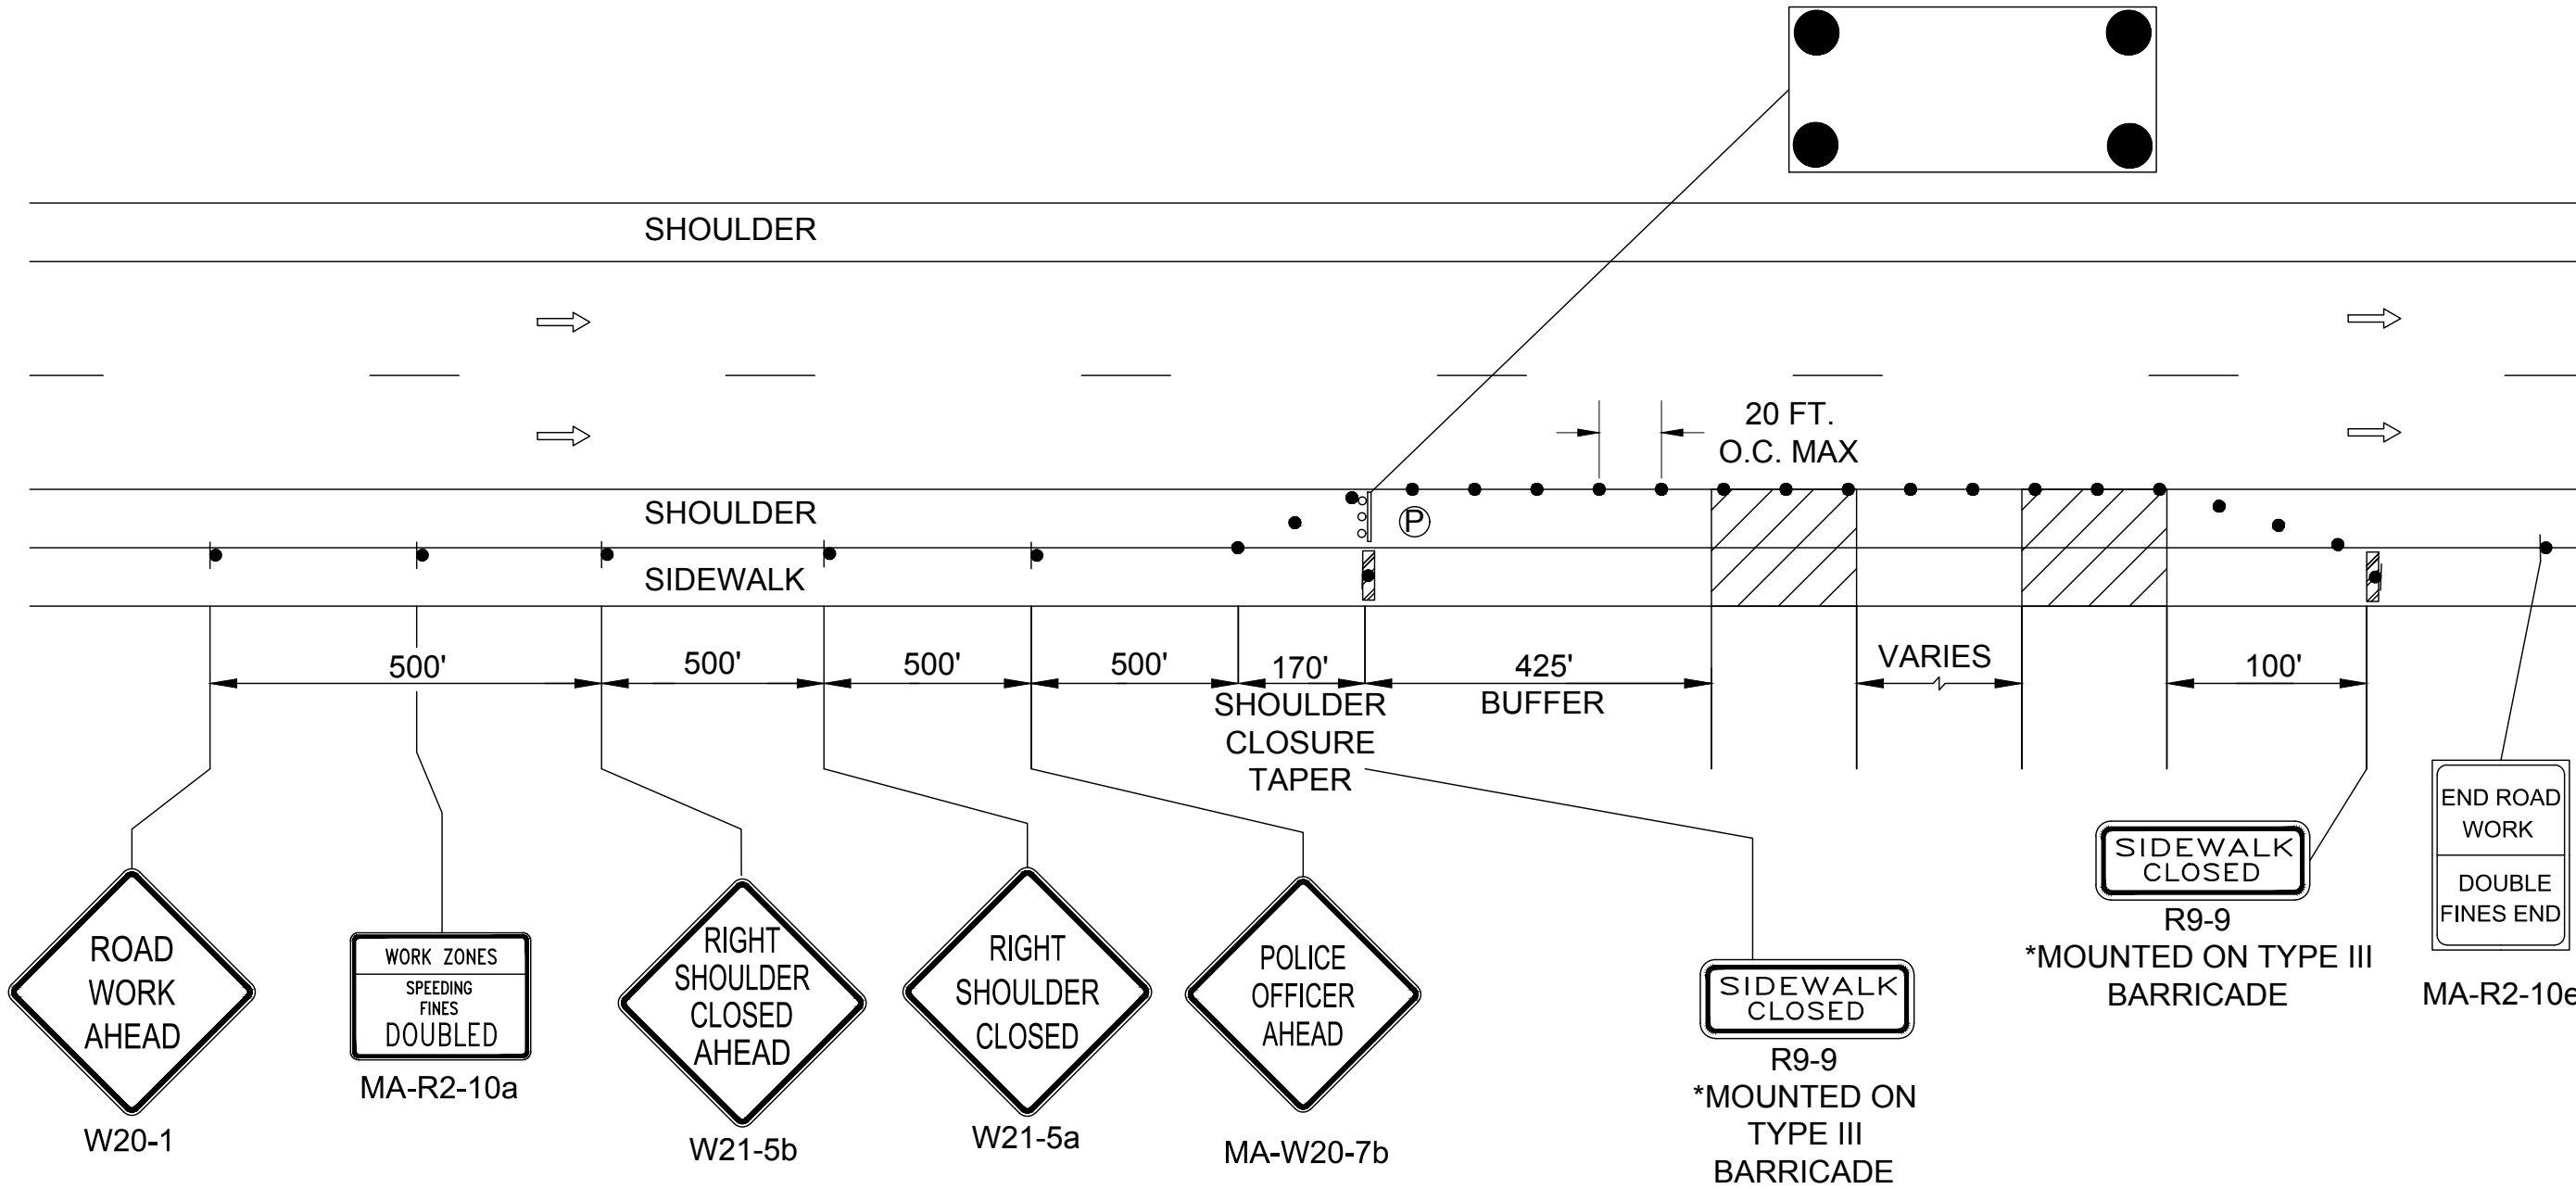 SHOULDER
20 FT.
O.C. MAX
SHOULDER
P
SIDEWALK
500'
500'
500'
500'
170'
SHOULDER
CLOSURE
TAPER
425'
BUFFER
VARIES
100'
ROAD
WORK
AHEAD
W20-1
WORK ZONES
SPEEDING
FINES
DOUBLED
MA-R2-10a
RIGHT
SHOULDER
CLOSED
AHEAD
W21-5b
RIGHT
SHOULDER
CLOSED
W21-5a
POLICE
OFFICER
AHEAD
MA-W20-7b
SIDEWALK
CLOSED
R9-9
*MOUNTED ON
TYPE III
BARRICADE
SIDEWALK
CLOSED
R9-9
*MOUNTED ON TYPE III
BARRICADE
END ROAD
WORK
DOUBLE
FINES END
MA-R2-10e